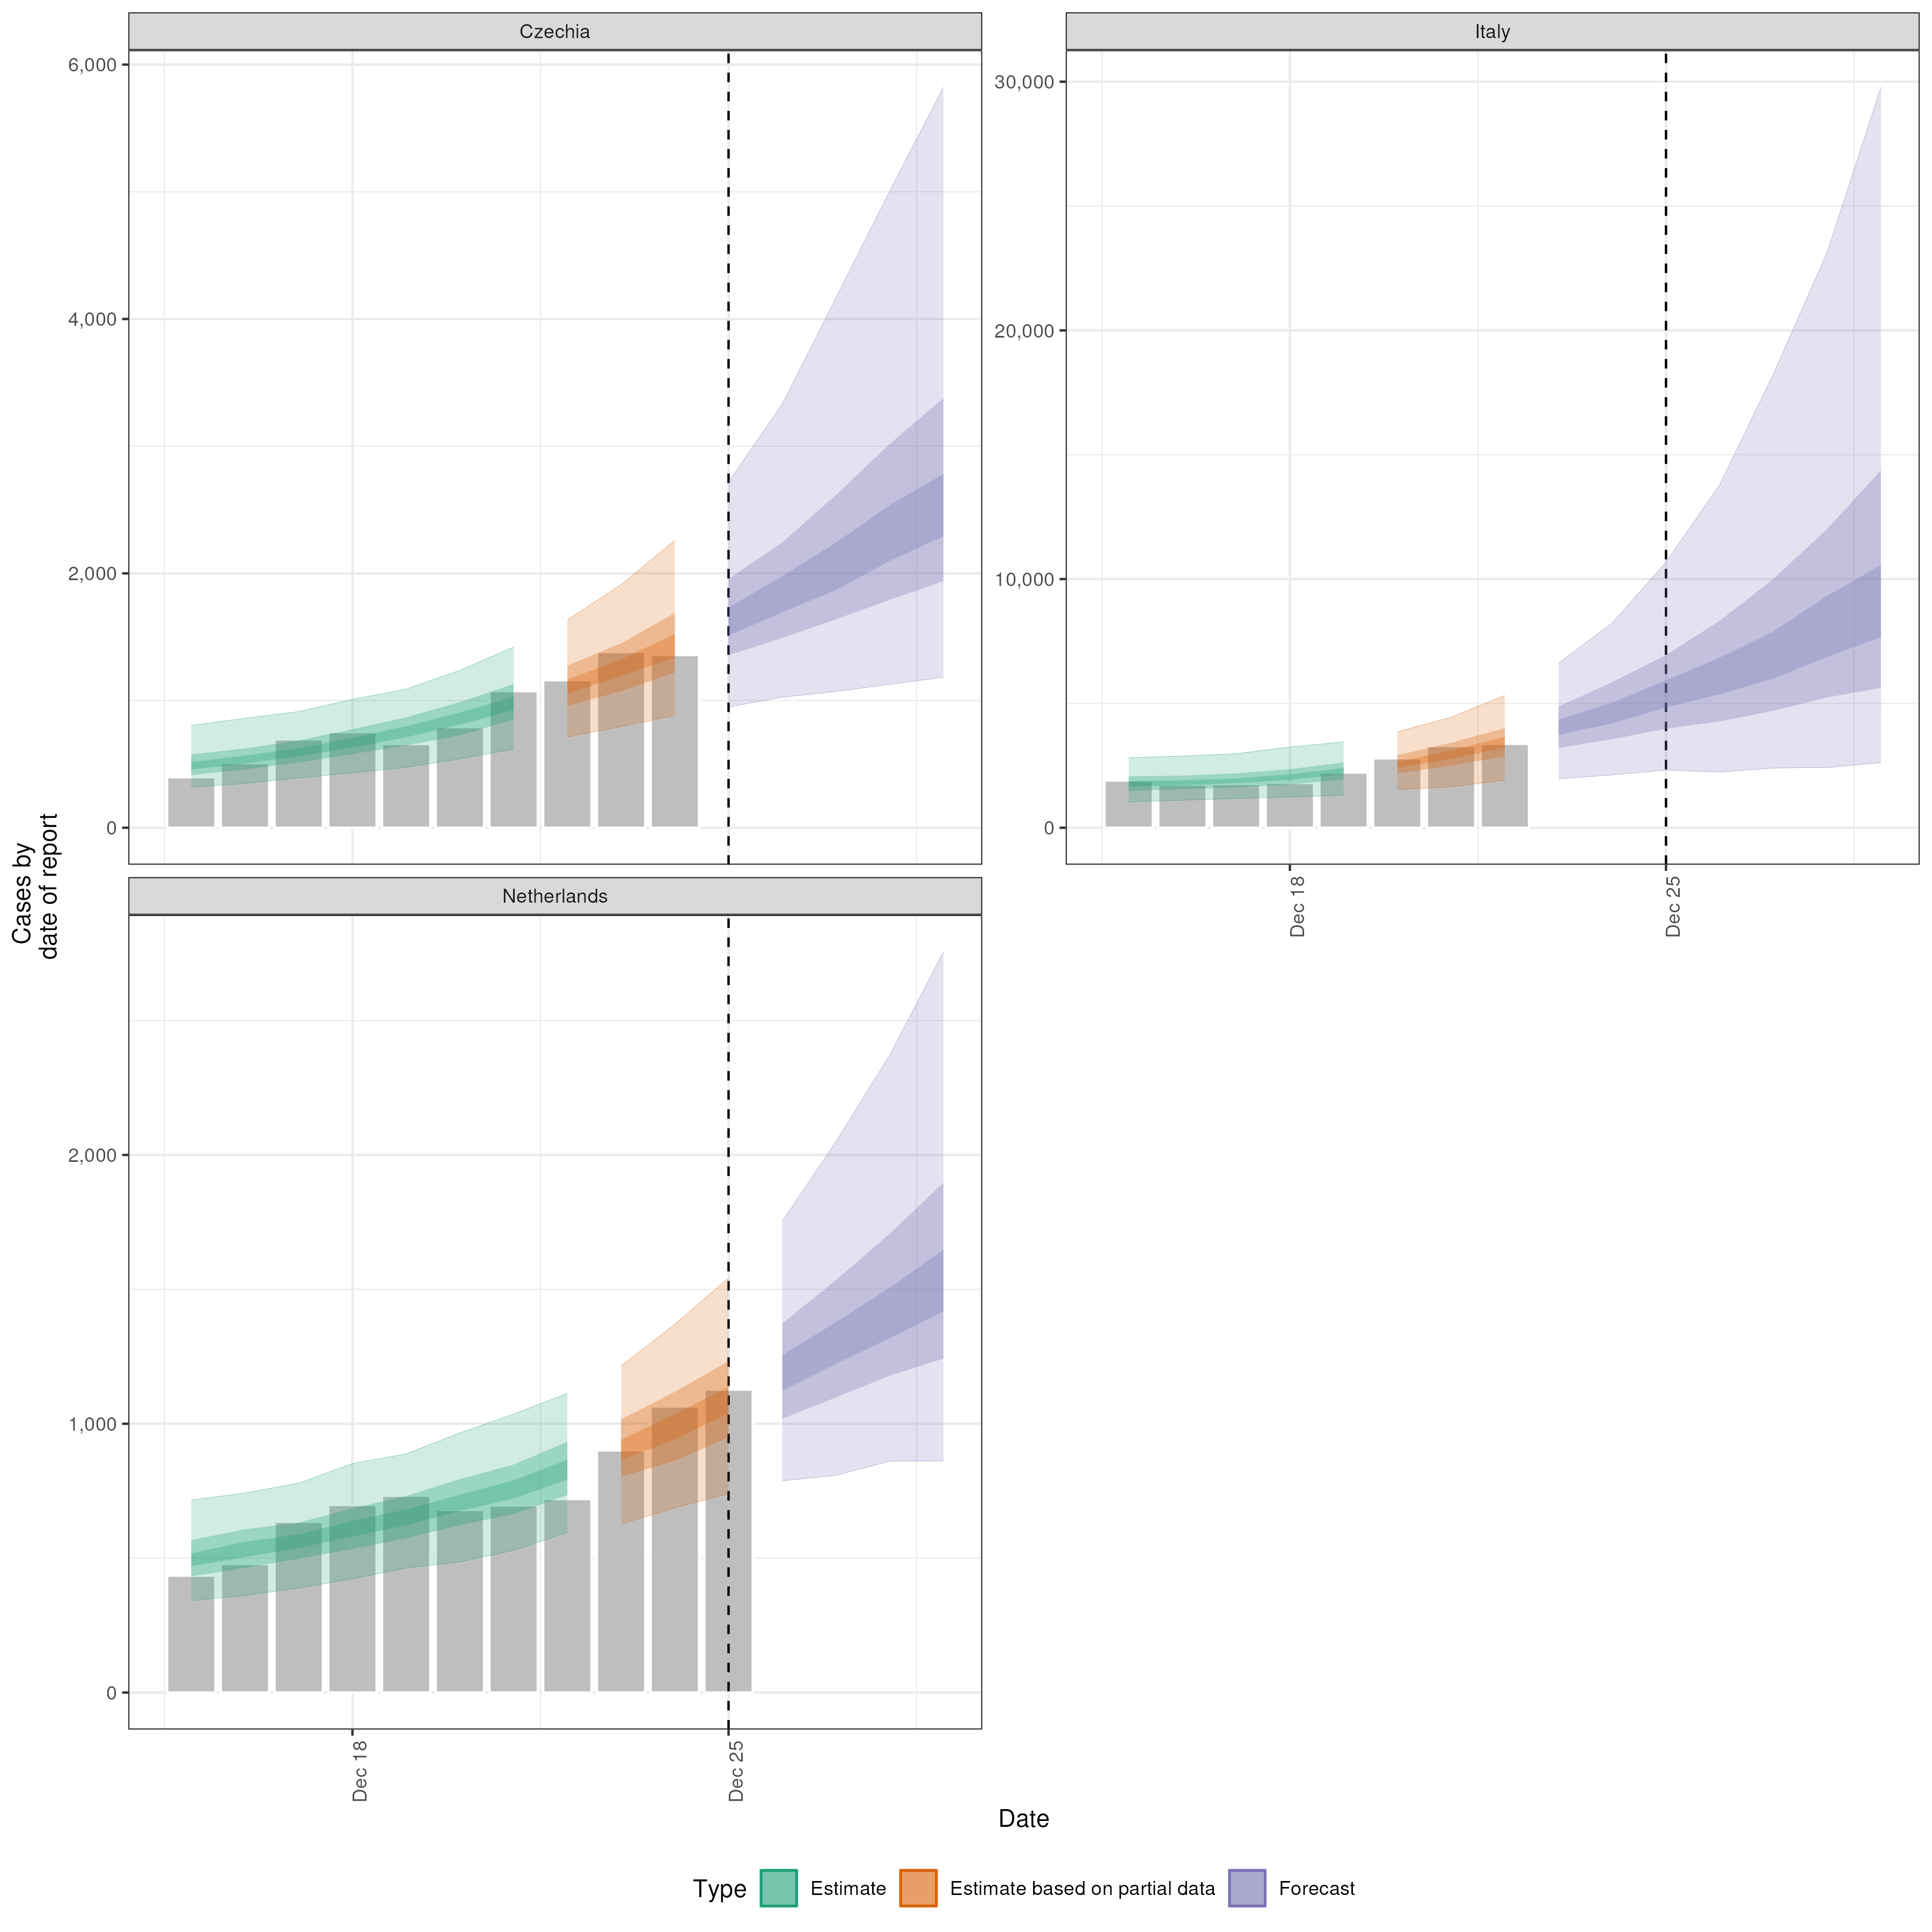 Czechia
6,000
4,000
2,000
0
Italy
30,000
20,000
10,000
0
Dec 18
Dec 25
Netherlands
2,000
1,000
0
Dec 18
Dec 25
Cases by
date of report
Date
Type
Estimate
Estimate based on partial data
Forecast